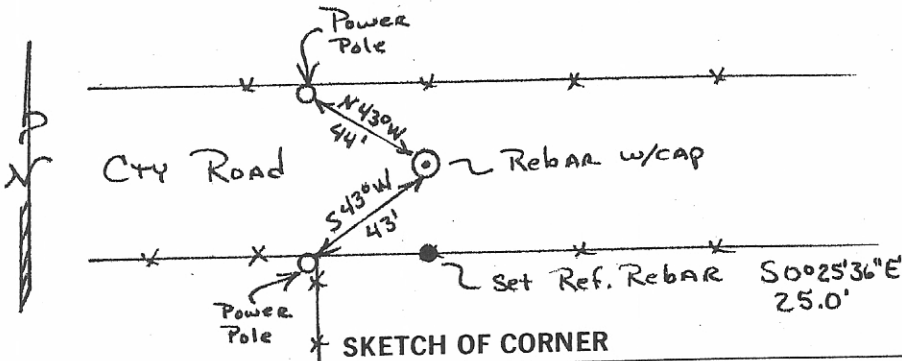 Power
Pole
N
N43°W
44'
Cty Road
Rebar w/cap
S43°W
43'
Set Ref. Rebar S0°25'36"E
25.0'
Power
Pole
SKETCH OF CORNER